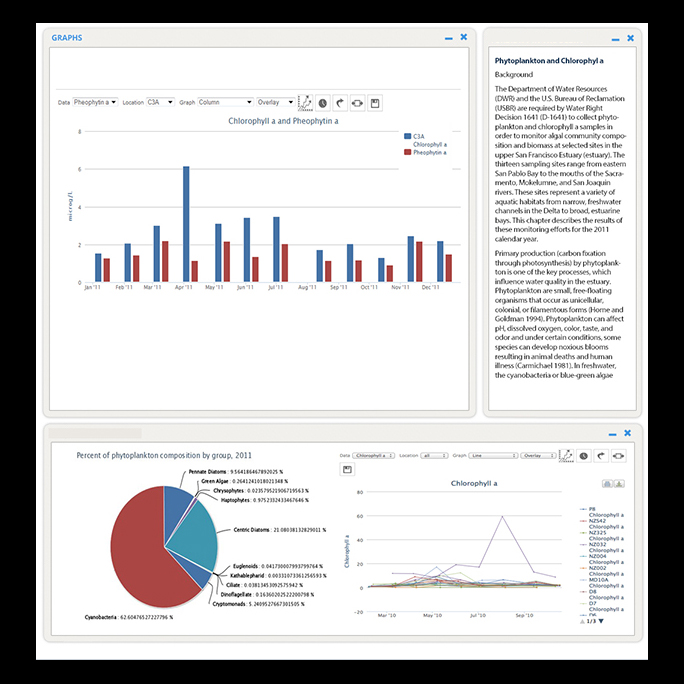 GRAPHS
Data Pheophytin a Location C3A Graph Column Overlay
Chlorophyll a and Pheophytin a
C3A
Chlorophyll a
Pheophytin a
microg/L
8
6
4
2
0
Jan '11 Feb '11 Mar '11 Apr '11 May '11 Jun '11 Jul '11 Aug '11 Sep '11 Oct '11 Nov '11 Dec '11
Phytoplankton and Chlorophyl a
Background
The Department of Water Resources
(DWR) and the U.S. Bureau of Reclamation
(USBR) are required by Water Right
Decision 1641 (D-1641) to collect phyto-
plankton and chlorophyll a samples in
order to monitor algal community compo-
sition and biomass at selected sites in the
upper San Francisco Estuary (estuary). The
thirteen sampling sites range from eastern
San Pablo Bay to the mouths of the Sacra-
mento, Mokelumne, and San Joaquin
rivers. These sites represent a variety of
aquatic habitats from narrow, freshwater
channels in the Delta to broad, estuarine
bays. This chapter describes the results of
these monitoring efforts for the 2011
calendar year.
Primary production (carbon fixation
through photosynthesis) by phytoplank-
ton is one of the key processes, which
influence water quality in the estuary.
Phytoplankton are small, free-floating
organisms that occur as unicellular,
colonial, or filamentous forms (Horne and
Goldman 1994). Phytoplankton can affect
pH, dissolved oxygen, color, taste, and
odor and under certain conditions, some
species can develop noxious blooms
resulting in animal deaths and human
illness (Carmichael 1981). In freshwater,
the cyanobacteria or blue-green algae
Percent of phytoplankton composition by group, 2011
Pennate Diatoms : 9.564186467892025 %
Green Algae : 0.2641241018021348 %
Chrysophytes : 0.023579521906719563 %
Haptophytes : 0.9752332433467646 %
Centric Diatoms : 21.08038132829011 %
Euglenoids : 0.041730007993799764 %
Kathablepharid : 0.003310733612565 93 %
Ciliate : 0.03813453092575942 %
Dinoflagellate : 0.1636020252 2200798 %
Cryptomonads : 5.240952766730 1505 %
Cyanobacteria : 62.60476527227796 %
Data Chlorophyll a Location all Graph Line Overlay
Chlorophyll a
Chlorophyll a
80
60
40
20
0
-20
Mar '10 May '10 Jul '10 Sep '10
P8
Chlorophyll a
NZS42
Chlorophyll a
NZ325
Chlorophyll a
NZ032
Chlorophyll a
NZ004
Chlorophyll a
NZ002
Chlorophyll a
MD10A
Chlorophyll a
D8
Chlorophyll a
D7
Chlorophyll a
D6
1/3